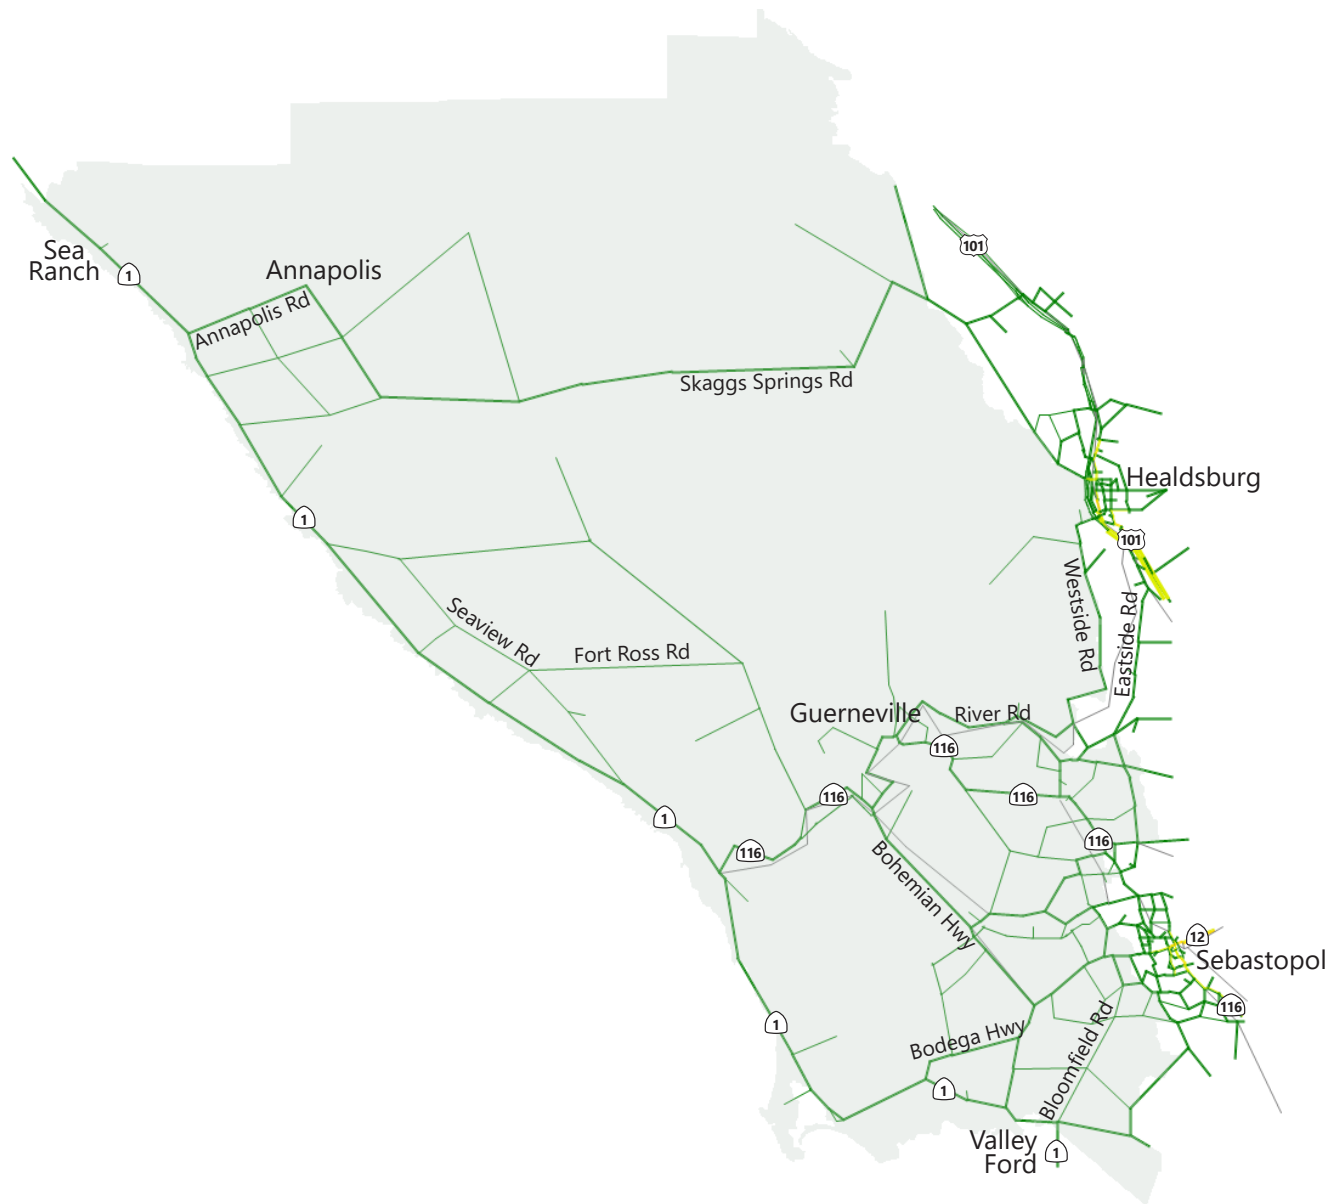 101
Sea
Ranch
1
Annapolis
Annapolis Rd
Skaggs Springs Rd
Healdsburg
1
101
Westside Rd
Eastside Rd
Seaview Rd
Fort Ross Rd
Guerneville
River Rd
116
116
116
1
116
116
Bohemian Hwy
12
Sebastopol
116
1
Bodega Hwy
Bloomfield Rd
1
Valley
Ford
1